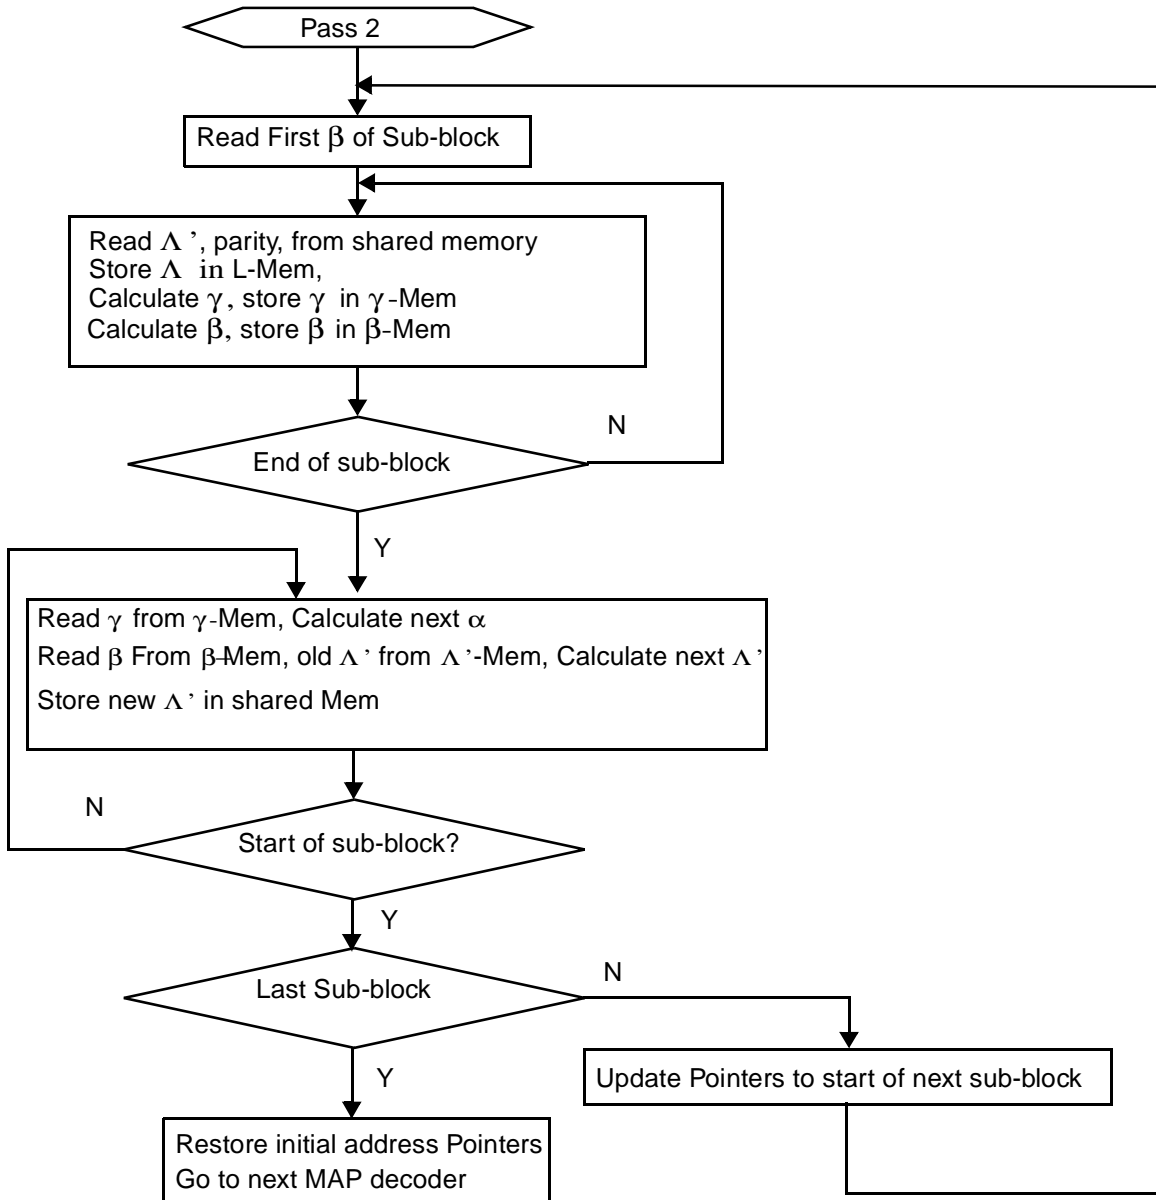 Pass 2
Read First β of Sub-block
Read Λ’, parity, from shared memory
Store Λ in L-Mem,
Calculate γ, store γ in γ-Mem
Calculate β, store β in β-Mem
N
End of sub-block
Y
Read γ from γ-Mem, Calculate next α
Read β From β-Mem, old Λ’ from Λ’-Mem, Calculate next Λ’
Store new Λ’ in shared Mem
N
Start of sub-block?
Y
Last Sub-block
N
Y
Update Pointers to start of next sub-block
Restore initial address Pointers
Go to next MAP decoder